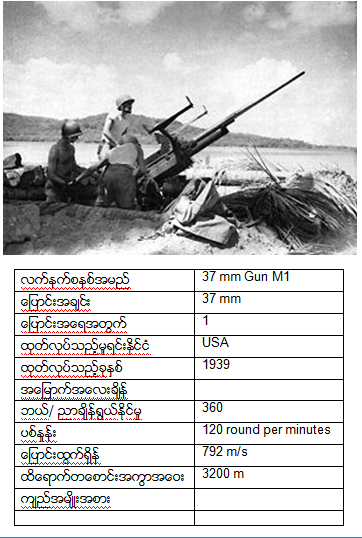 လက်နက်စနစ်အမည် 37 mm Gun M1
ပြောင်းအချင်း 37 mm
ပြောင်းအရေအတွက် 1
ထုတ်လုပ်သည့်မူရင်းနိုင်ငံ USA
ထုတ်လုပ်သည့်ခုနှစ် 1939
အမြောက်အလေးချိန်
ဘယ်/ ညာချိန်ရွယ်နိုင်မှု 360
ပစ်နှုန်း 120 round per minutes
ပြောင်းထွက်ရှိန် 792 m/s
ထိရောက်တစောင်းအကွာအဝေး 3200 m
ကျည်အမျိုးအစား